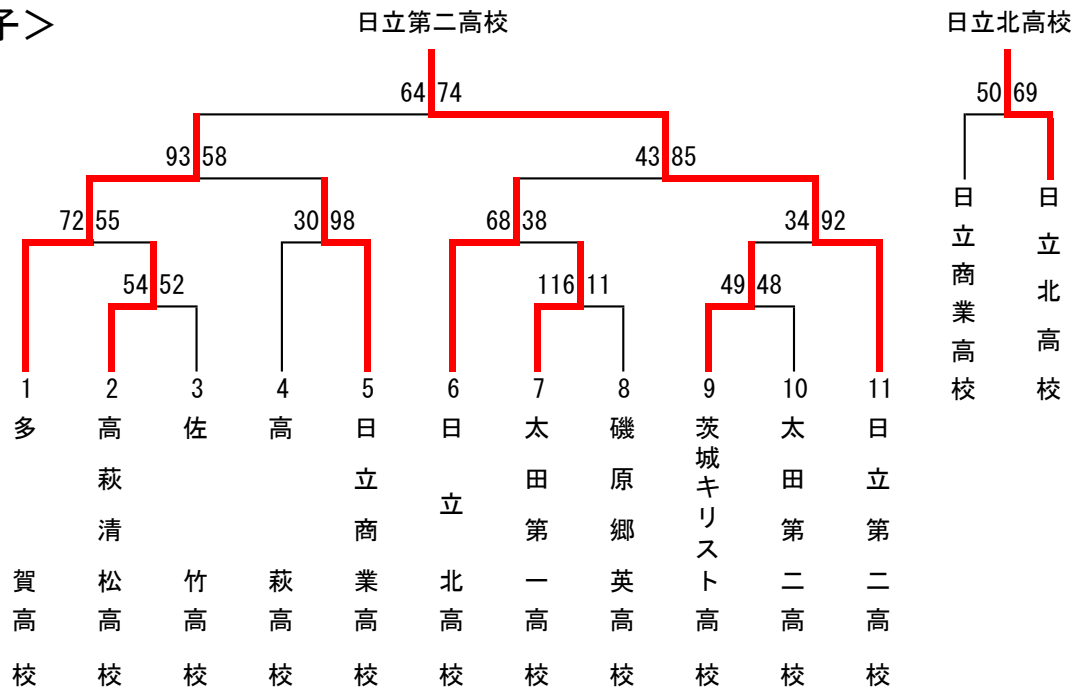 子＞
日立第二高校
日立北高校
64 74
50 69
93 58
43 85
72 55
30 98
68 38
34 92
54 52
116 11
49 48
日立商業高校
日立北高校
1 2 3 4 5 6 7 8 9 10 11
多賀高校
高萩清松高校
佐竹高校
高萩高校
日立商業高校
日立北高校
太田第一高校
磯原郷英高校
茨城キリスト高校
太田第二高校
日立第二高校